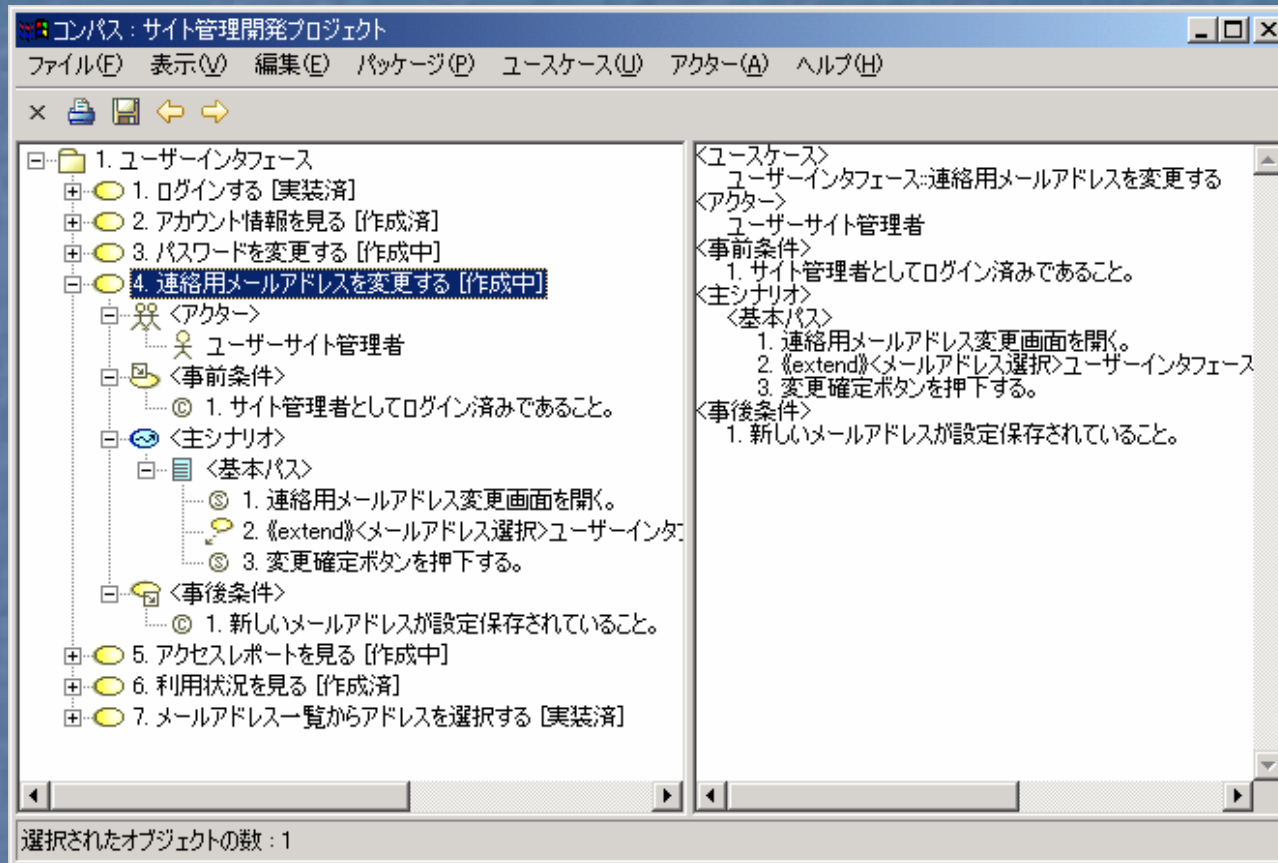 コンパス：サイト管理開発プロジェクト
ファイル(F) 表示(V) 編集(E) パッケージ(P) ユースケース(U) アクター(A) ヘルプ(H)
1. ユーザーインタフェース
1. ログインする [実装済]
2. アカウント情報を見る [作成済]
3. パスワードを変更する [作成中]
4. 連絡用メールアドレスを変更する [作成中]
<アクター>
ユーザーサイト管理者
<事前条件>
1. サイト管理者としてログイン済みであること。
<主シナリオ>
<基本パス>
1. 連絡用メールアドレス変更画面を開く。
2. 《extend》<メールアドレス選択>ユーザーインタ
3. 変更確定ボタンを押下する。
<事後条件>
1. 新しいメールアドレスが設定保存されていること。
5. アクセスレポートを見る [作成中]
6. 利用状況を見る [作成済]
7. メールアドレス一覧からアドレスを選択する [実装済]
<ユースケース>
ユーザーインタフェース::連絡用メールアドレスを変更する
<アクター>
ユーザーサイト管理者
<事前条件>
1. サイト管理者としてログイン済みであること。
<主シナリオ>
<基本パス>
1. 連絡用メールアドレス変更画面を開く。
2. 《extend》<メールアドレス選択>ユーザーインタフェース
3. 変更確定ボタンを押下する。
<事後条件>
1. 新しいメールアドレスが設定保存されていること。
選択されたオブジェクトの数：1